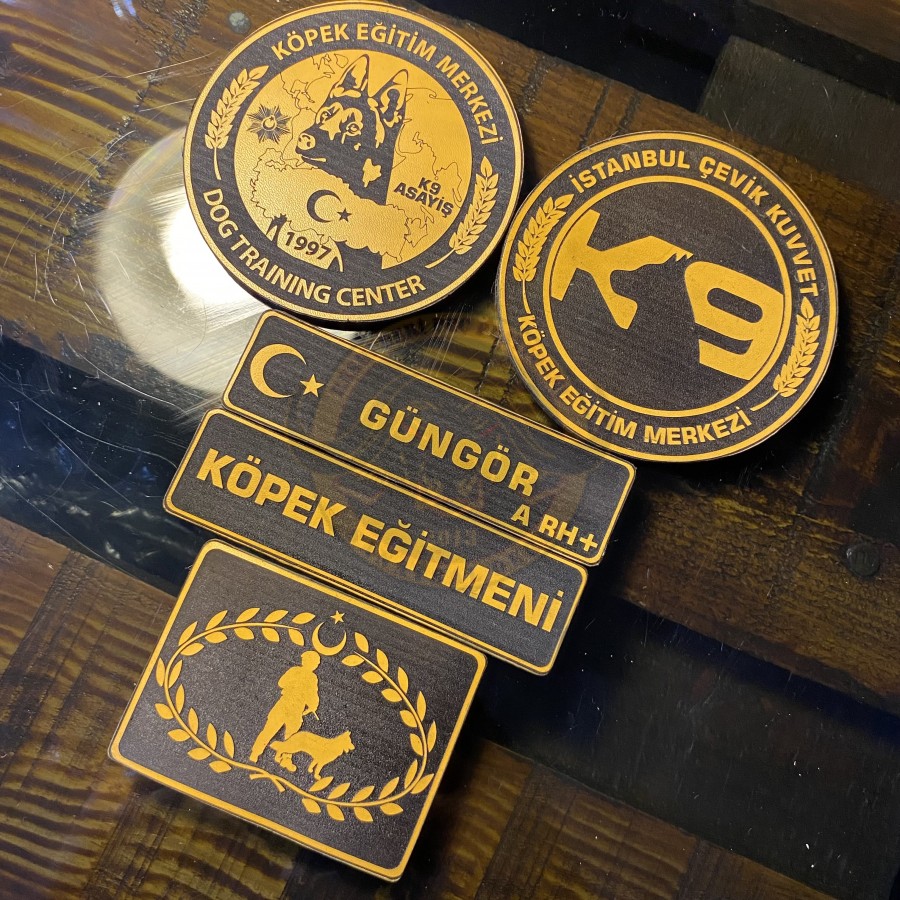 KÖPEK EĞİTİM MERKEZİ
K9
ASAYİŞ
1997
DOG TRAINING CENTER
İSTANBUL ÇEVİK KUVVET
K9
KÖPEK EĞİTİM MERKEZİ
GÜNGÖR
A RH+
KÖPEK EĞİTMENİ